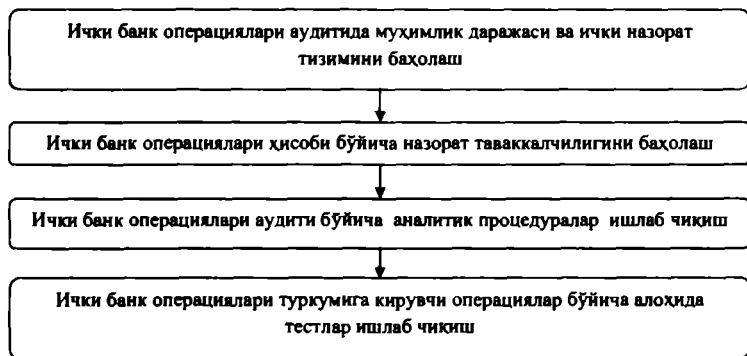 Ички банк операциялари аудитида муҳимлик даражаси ва ички назорат
тизимини баҳолаш
Ички банк операциялари ҳисоби бўйича назорат таваккалчилигини баҳолаш
Ички банк операциялари аудити бўйича аналитик процедуралар ишлаб чиқиш
Ички банк операциялари туркумига кирувчи операциялар бўйича алоҳида
тестлар ишлаб чиқиш